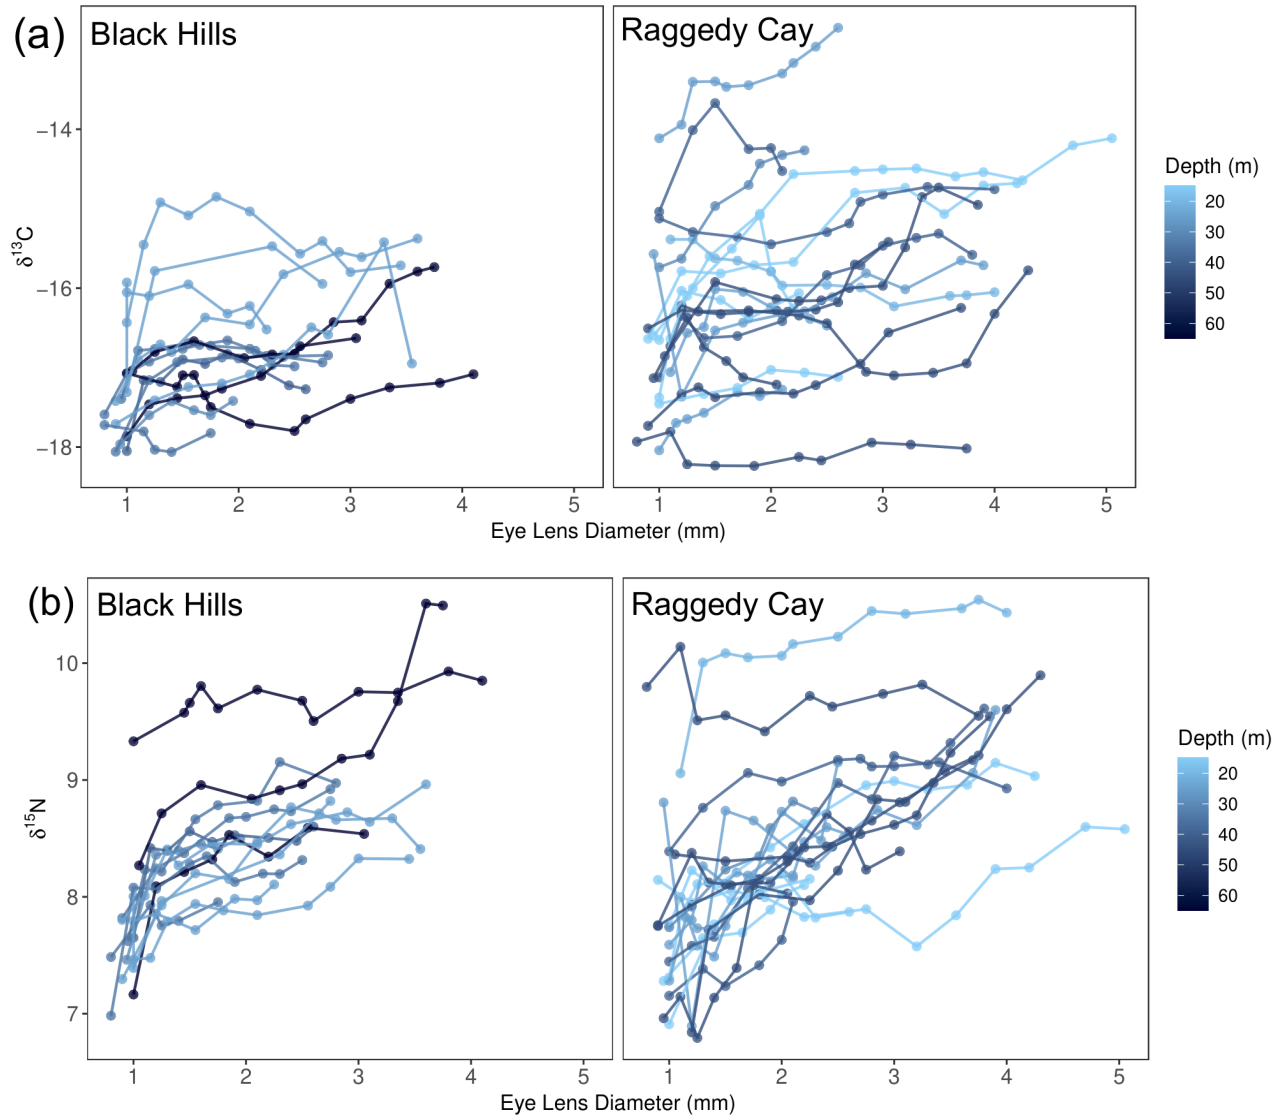 (a)
Black Hills
Raggedy Cay
δ13C
−14
−16
−18
1 2 3 4 5
1 2 3 4 5
Eye Lens Diameter (mm)
Depth (m)
20
30
40
50
60
(b)
Black Hills
Raggedy Cay
δ15N
10
9
8
7
1 2 3 4 5
1 2 3 4 5
Eye Lens Diameter (mm)
Depth (m)
20
30
40
50
60